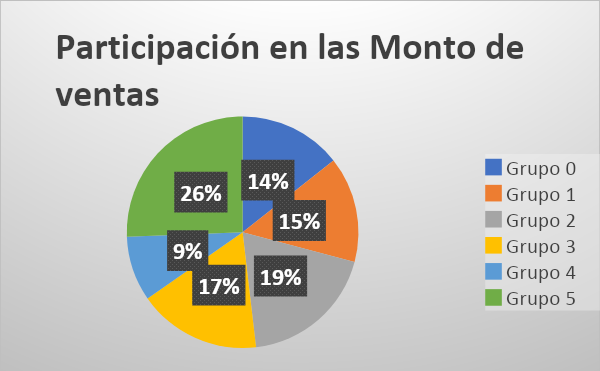 Participación en las Monto de
ventas
14%
15%
19%
17%
9%
26%
Grupo 0
Grupo 1
Grupo 2
Grupo 3
Grupo 4
Grupo 5